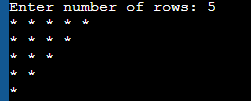 Enter number of rows: 5
* * * * *
* * * *
* * *
* *
*